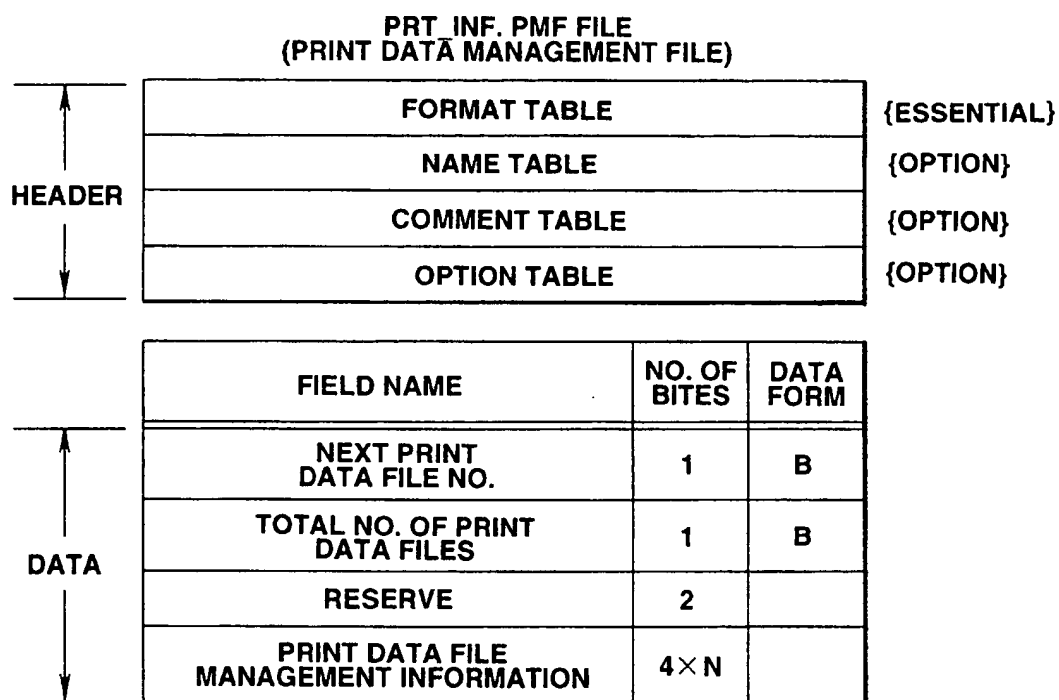 PRT_INF. PMF FILE
(PRINT DATA MANAGEMENT FILE)
FORMAT TABLE {ESSENTIAL}
NAME TABLE {OPTION}
HEADER
COMMENT TABLE {OPTION}
OPTION TABLE {OPTION}
FIELD NAME
NO. OF
BITES
DATA
FORM
NEXT PRINT
DATA FILE NO.
1
B
TOTAL NO. OF PRINT
DATA FILES
1
B
DATA
RESERVE
2
PRINT DATA FILE
MANAGEMENT INFORMATION
4×N